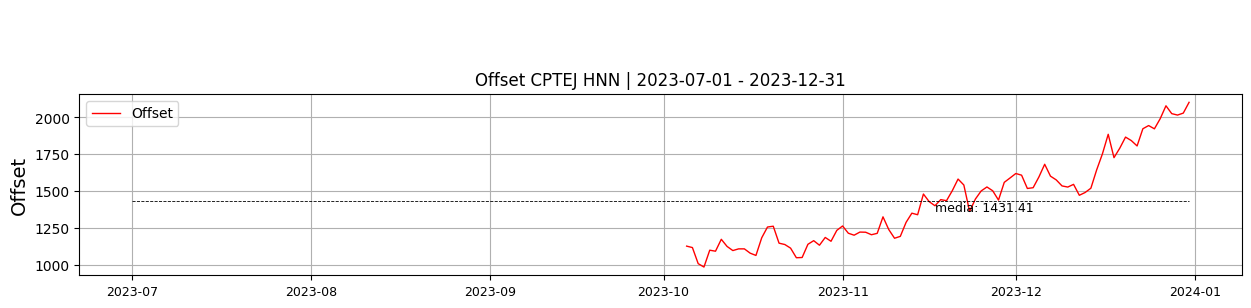 Offset CPTEJ HNN | 2023-07-01 - 2023-12-31
Offset
2000
1750
1500
1250
1000
Offset
media: 1431.41
2023-07 2023-08 2023-09 2023-10 2023-11 2023-12 2024-01